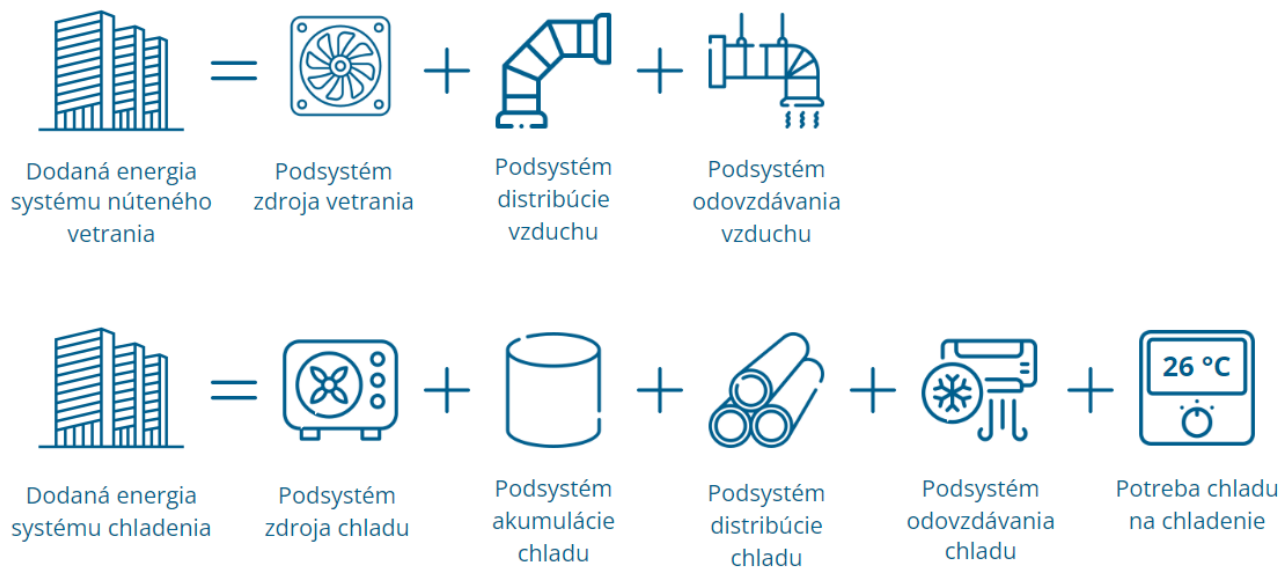 Dodaná energia
systému núteného
vetrania
Podsystém
zdroja vetrania
Podsystém
distribúcie
vzduchu
Podsystém
odovzdávania
vzduchu
26 °C
Dodaná energia
systému chladenia
Podsystém
zdroja chladu
Podsystém
akumulácie
chladu
Podsystém
distribúcie
chladu
Podsystém
odovzdávania
chladu
Potreba chladu
na chladenie